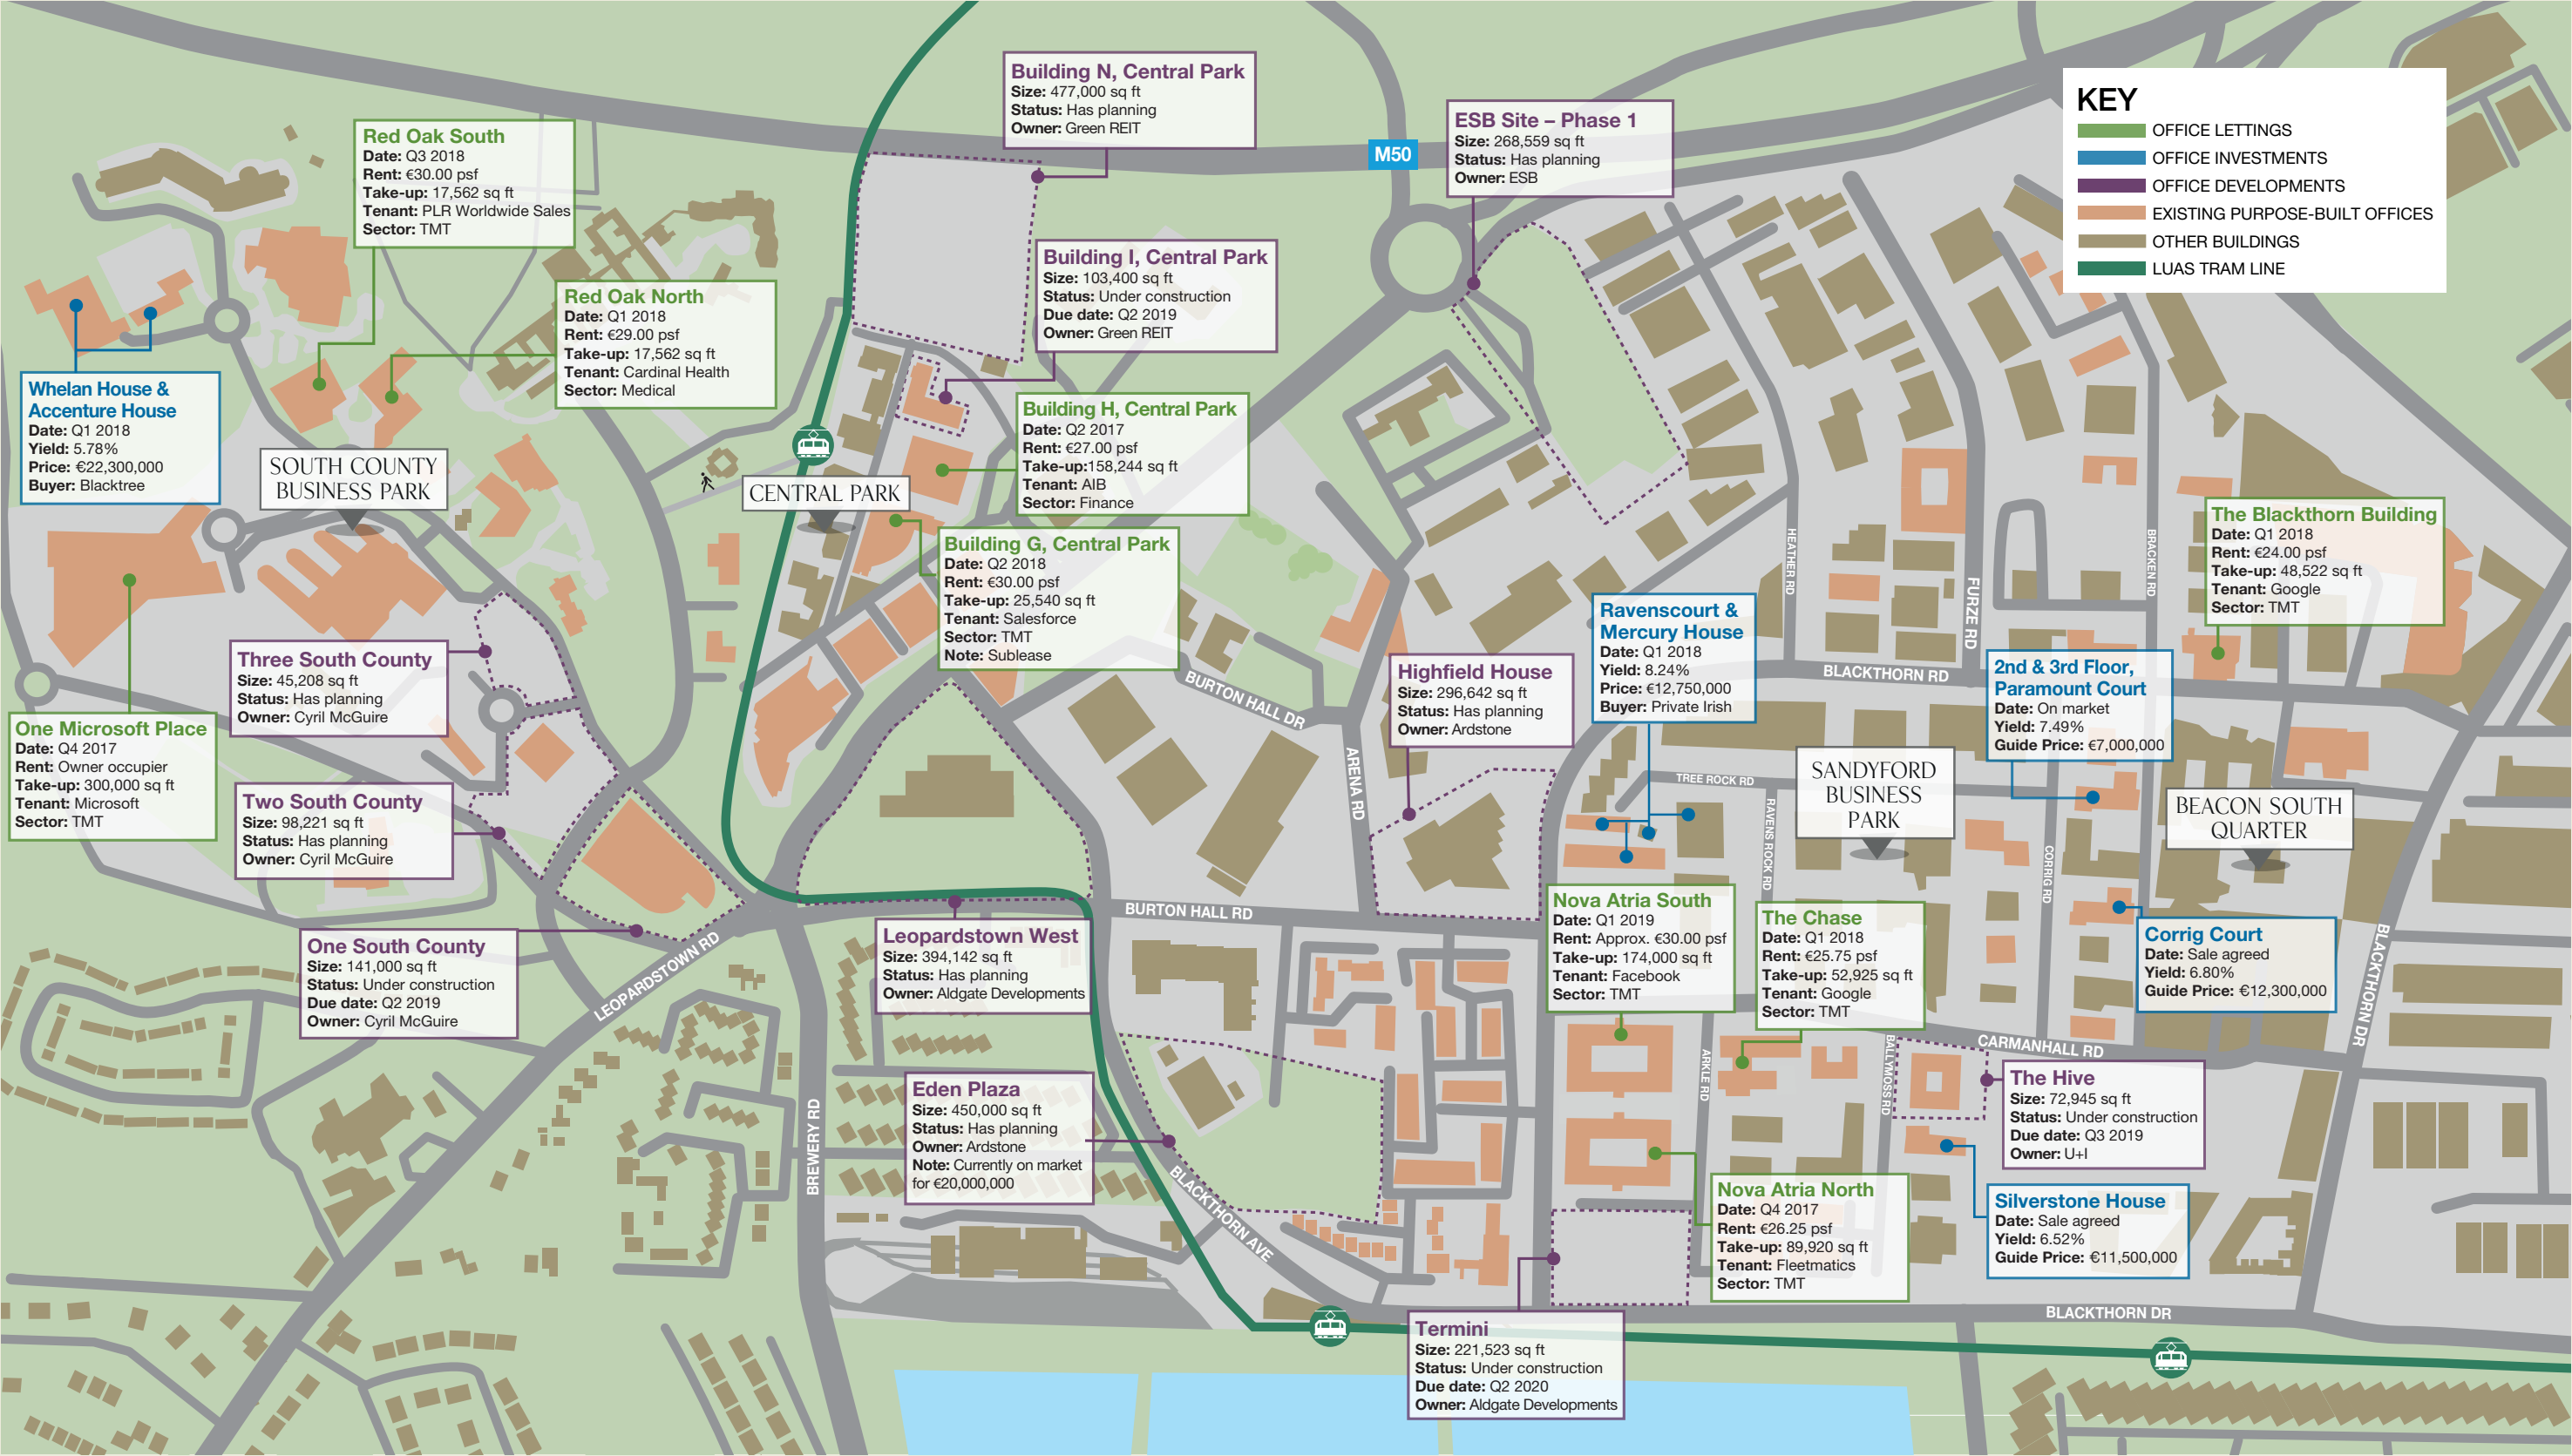 Building N, Central Park
Size: 477,000 sq ft
Status: Has planning
Owner: Green REIT
KEY
OFFICE LETTINGS
OFFICE INVESTMENTS
OFFICE DEVELOPMENTS
EXISTING PURPOSE-BUILT OFFICES
OTHER BUILDINGS
LUAS TRAM LINE
ESB Site – Phase 1
Size: 268,559 sq ft
Status: Has planning
Owner: ESB
M50
Red Oak South
Date: Q3 2018
Rent: €30.00 psf
Take-up: 17,562 sq ft
Tenant: PLR Worldwide Sales
Sector: TMT
Building I, Central Park
Size: 103,400 sq ft
Status: Under construction
Due date: Q2 2019
Owner: Green REIT
Red Oak North
Date: Q1 2018
Rent: €29.00 psf
Take-up: 17,562 sq ft
Tenant: Cardinal Health
Sector: Medical
Whelan House &
Accenture House
Date: Q1 2018
Yield: 5.78%
Price: €22,300,000
Buyer: Blacktree
SOUTH COUNTY
BUSINESS PARK
CENTRAL PARK
Building H, Central Park
Date: Q2 2017
Rent: €27.00 psf
Take-up:158,244 sq ft
Tenant: AIB
Sector: Finance
Building G, Central Park
Date: Q2 2018
Rent: €30.00 psf
Take-up: 25,540 sq ft
Tenant: Salesforce
Sector: TMT
Note: Sublease
The Blackthorn Building
Date: Q1 2018
Rent: €24.00 psf
Take-up: 48,522 sq ft
Tenant: Google
Sector: TMT
HEATHER RD
FURZE RD
BRACKEN RD
Ravenscourt &
Mercury House
Date: Q1 2018
Yield: 8.24%
Price: €12,750,000
Buyer: Private Irish
Three South County
Size: 45,208 sq ft
Status: Has planning
Owner: Cyril McGuire
Highfield House
Size: 296,642 sq ft
Status: Has planning
Owner: Ardstone
BLACKTHORN RD
2nd & 3rd Floor,
Paramount Court
Date: On market
Yield: 7.49%
Guide Price: €7,000,000
BURTON HALL DR
ARENA RD
One Microsoft Place
Date: Q4 2017
Rent: Owner occupier
Take-up: 300,000 sq ft
Tenant: Microsoft
Sector: TMT
Two South County
Size: 98,221 sq ft
Status: Has planning
Owner: Cyril McGuire
TREE ROCK RD
RAVENS ROCK RD
SANDYFORD
BUSINESS
PARK
BEACON SOUTH
QUARTER
CORRIG RD
BURTON HALL RD
One South County
Size: 141,000 sq ft
Status: Under construction
Due date: Q2 2019
Owner: Cyril McGuire
LEOPARDSTOWN RD
Leopardstown West
Size: 394,142 sq ft
Status: Has planning
Owner: Aldgate Developments
Nova Atria South
Date: Q1 2019
Rent: Approx. €30.00 psf
Take-up: 174,000 sq ft
Tenant: Facebook
Sector: TMT
The Chase
Date: Q1 2018
Rent: €25.75 psf
Take-up: 52,925 sq ft
Tenant: Google
Sector: TMT
Corrig Court
Date: Sale agreed
Yield: 6.80%
Guide Price: €12,300,000
BLACKTHORN DR
CARMANHALL RD
ARKLE RD
BALLYMOSS RD
The Hive
Size: 72,945 sq ft
Status: Under construction
Due date: Q3 2019
Owner: U+I
Eden Plaza
Size: 450,000 sq ft
Status: Has planning
Owner: Ardstone
Note: Currently on market
for €20,000,000
BREWERY RD
BLACKTHORN AVE
Nova Atria North
Date: Q4 2017
Rent: €26.25 psf
Take-up: 89,920 sq ft
Tenant: Fleetmatics
Sector: TMT
Silverstone House
Date: Sale agreed
Yield: 6.52%
Guide Price: €11,500,000
BLACKTHORN DR
Termini
Size: 221,523 sq ft
Status: Under construction
Due date: Q2 2020
Owner: Aldgate Developments